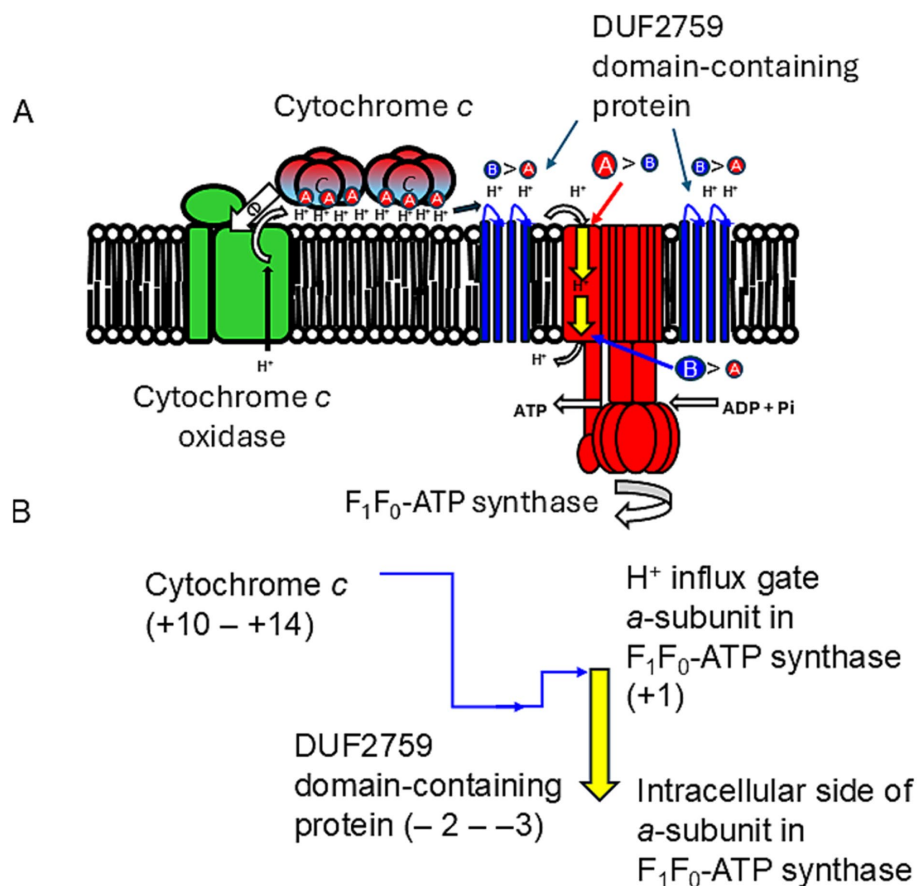 A
DUF2759
domain-containing
protein
Cytochrome c
B > A
H⁺ H⁺
H⁺
A > B
B > A
H⁺ H⁺
C C
A A A A A A
e
H⁺ H⁺ H⁺ H⁺ H⁺ H⁺ H⁺
H⁺
H⁺
H⁺
B > A
Cytochrome c
oxidase
ATP
ADP + Pi
F₁F₀-ATP synthase
B
Cytochrome c
(+10 – +14)
H⁺ influx gate
a-subunit in
F₁F₀-ATP synthase
(+1)
DUF2759
domain-containing
protein (– 2 – –3)
Intracellular side of
a-subunit in
F₁F₀-ATP synthase